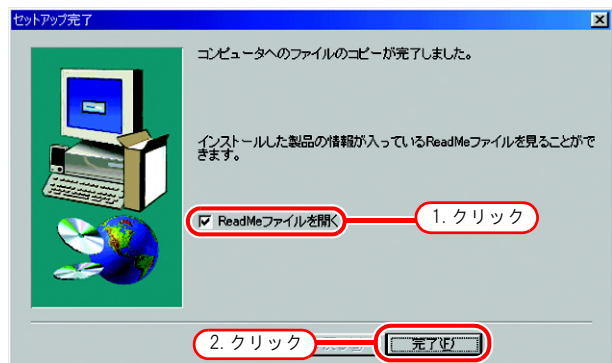 セットアップ完了
コンピュータへのファイルのコピーが完了しました。
インストールした製品の情報が入っているReadMeファイルを見ることがで
きます。
ReadMeファイルを開く
1. クリック
2. クリック
完了(F)